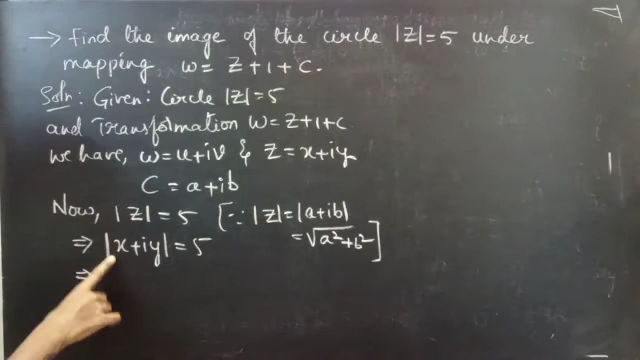 → Find the image of the circle |Z|=5 under
mapping w= Z+1+C.
Soln: Given: Circle |Z|=5
and Transformation W=Z+1+C
we have, w=u+iv & Z=x+iy
C=a+ib
Now, |Z|=5 [∵ |Z|=|a+ib|
⇒ |x+iy|=5 =√a²+b² ]
⇒